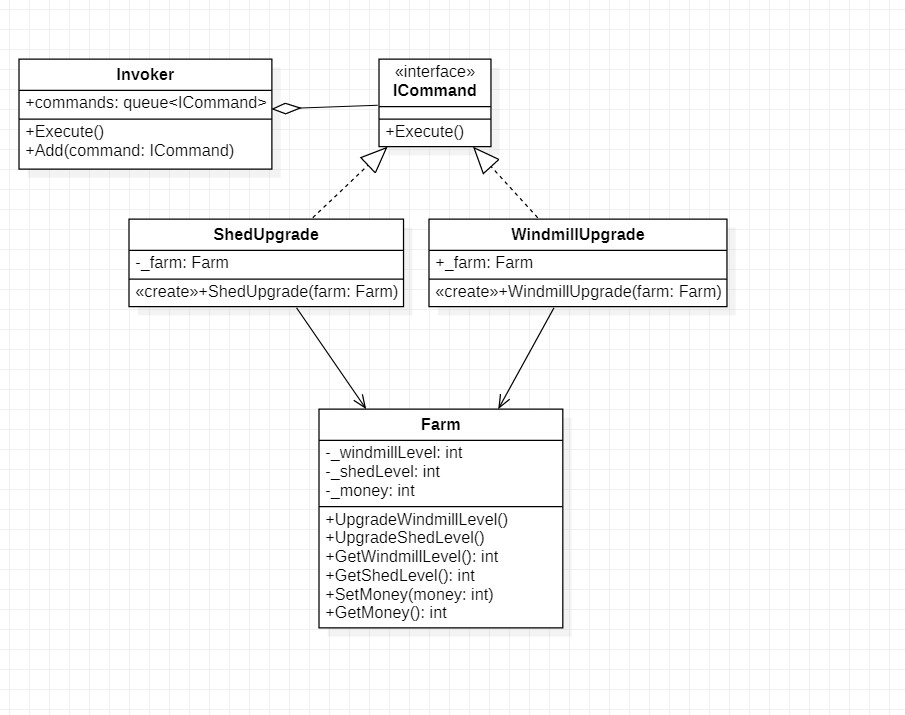 Invoker
+commands: queue<ICommand>
+Execute()
+Add(command: ICommand)
«interface»
ICommand
+Execute()
ShedUpgrade
-_farm: Farm
«create»+ShedUpgrade(farm: Farm)
WindmillUpgrade
+_farm: Farm
«create»+WindmillUpgrade(farm: Farm)
Farm
-_windmillLevel: int
-_shedLevel: int
-_money: int
+UpgradeWindmillLevel()
+UpgradeShedLevel()
+GetWindmillLevel(): int
+GetShedLevel(): int
+SetMoney(money: int)
+GetMoney(): int